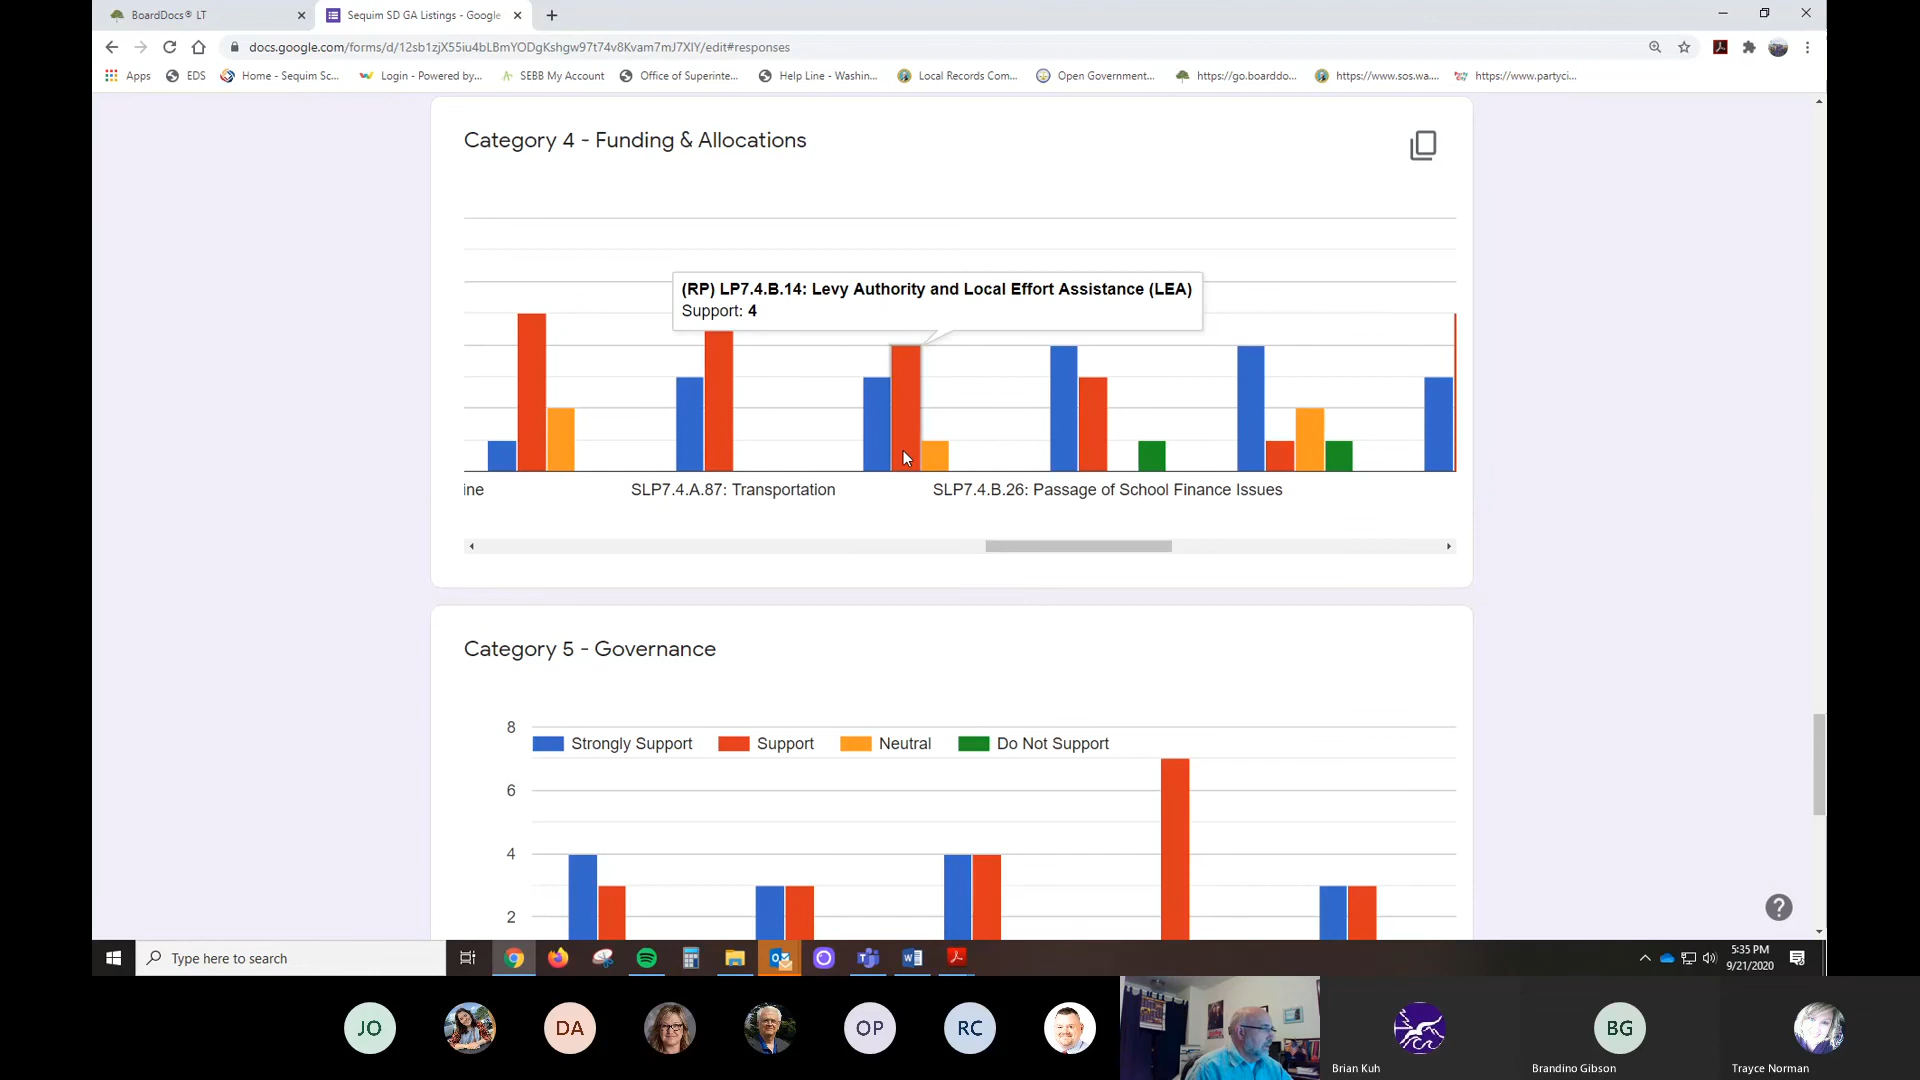 BoardDocs® LT
Sequim SD GA Listings - Google
docs.google.com/forms/d/12sb1zjX55iu4bLBmYODgKshgw97t74v8Kvam7mJ7XlY/edit#responses
Apps
EDS
Home - Sequim Sc...
Login - Powered by...
SEBB My Account
Office of Superinte...
Help Line - Washin...
Local Records Com...
Open Government...
https://go.boarddo...
https://www.sos.wa....
https://www.partyci...
Category 4 - Funding & Allocations
(RP) LP7.4.B.14: Levy Authority and Local Effort Assistance (LEA)
Support: 4
ine
SLP7.4.A.87: Transportation
SLP7.4.B.26: Passage of School Finance Issues
Category 5 - Governance
8
Strongly Support
Support
Neutral
Do Not Support
6
4
2
Type here to search
5:35 PM
9/21/2020
JO
DA
OP
RC
BG
Brian Kuh
Brandino Gibson
Trayce Norman